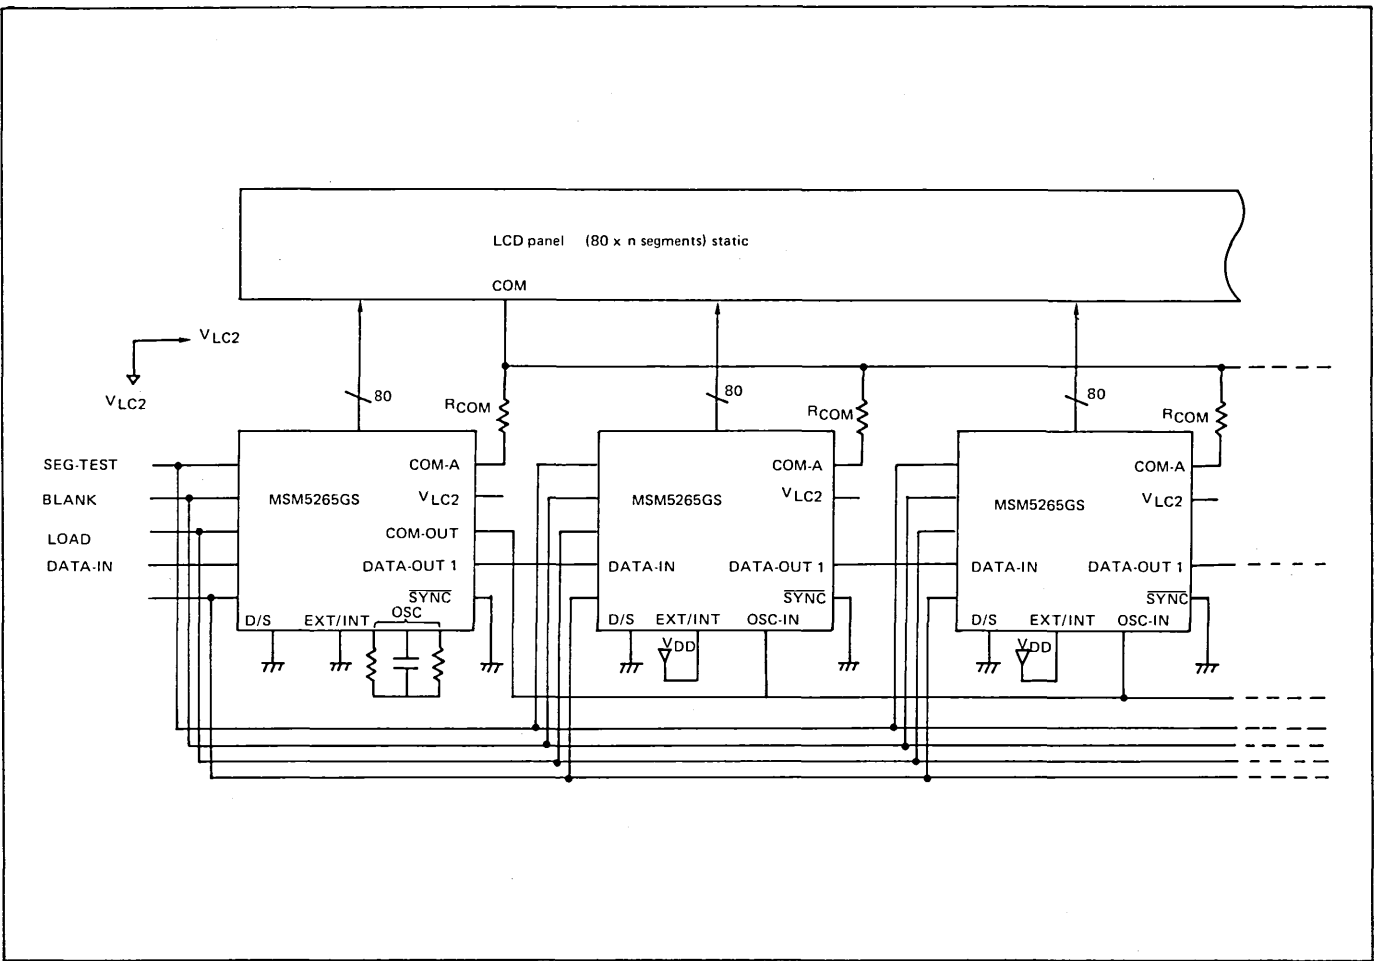 LCD panel (80 x n segments) static
COM
VLC2
VLC2
80
RCOM
80
RCOM
80
RCOM
SEG-TEST
BLANK
LOAD
DATA-IN
MSM5265GS
COM-A
VLC2
COM-OUT
DATA-OUT 1
SYNC
D/S
EXT/INT
OSC
MSM5265GS
COM-A
VLC2
DATA-IN
DATA-OUT 1
SYNC
D/S
EXT/INT
OSC-IN
VDD
MSM5265GS
COM-A
VLC2
DATA-IN
DATA-OUT 1
SYNC
D/S
EXT/INT
OSC-IN
VDD